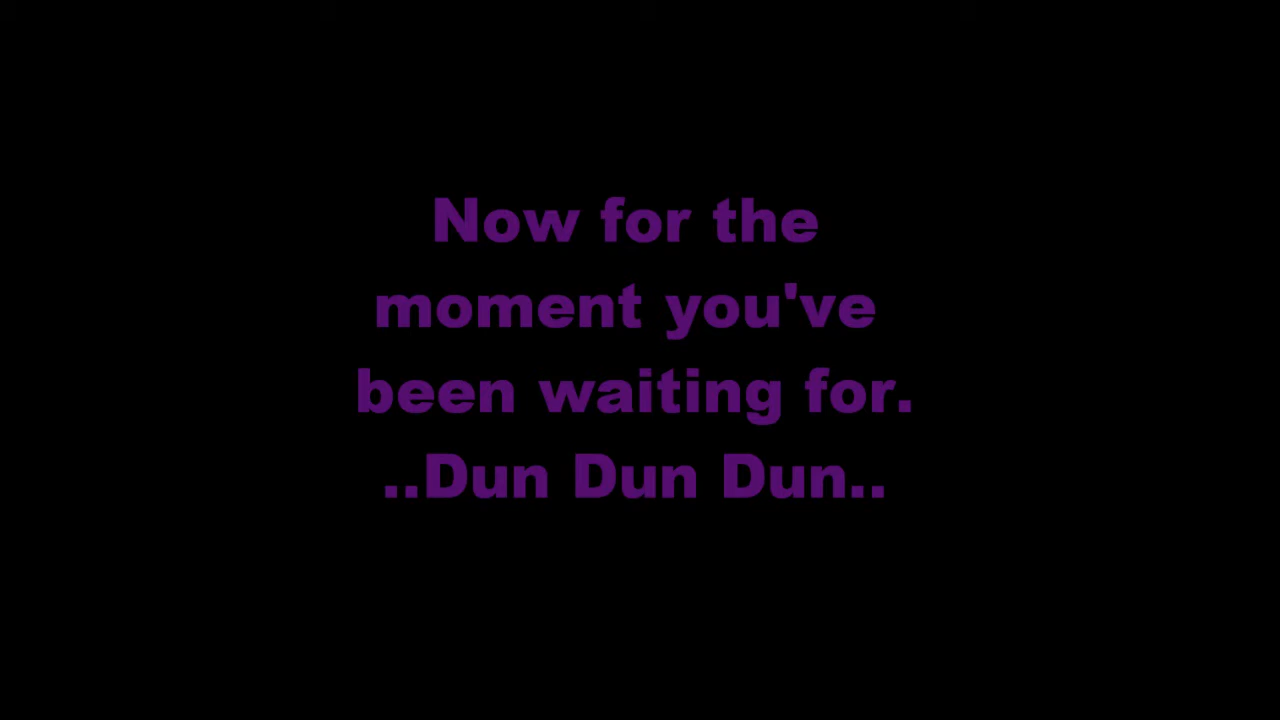 Now for the
moment you've
been waiting for.
..Dun Dun Dun..